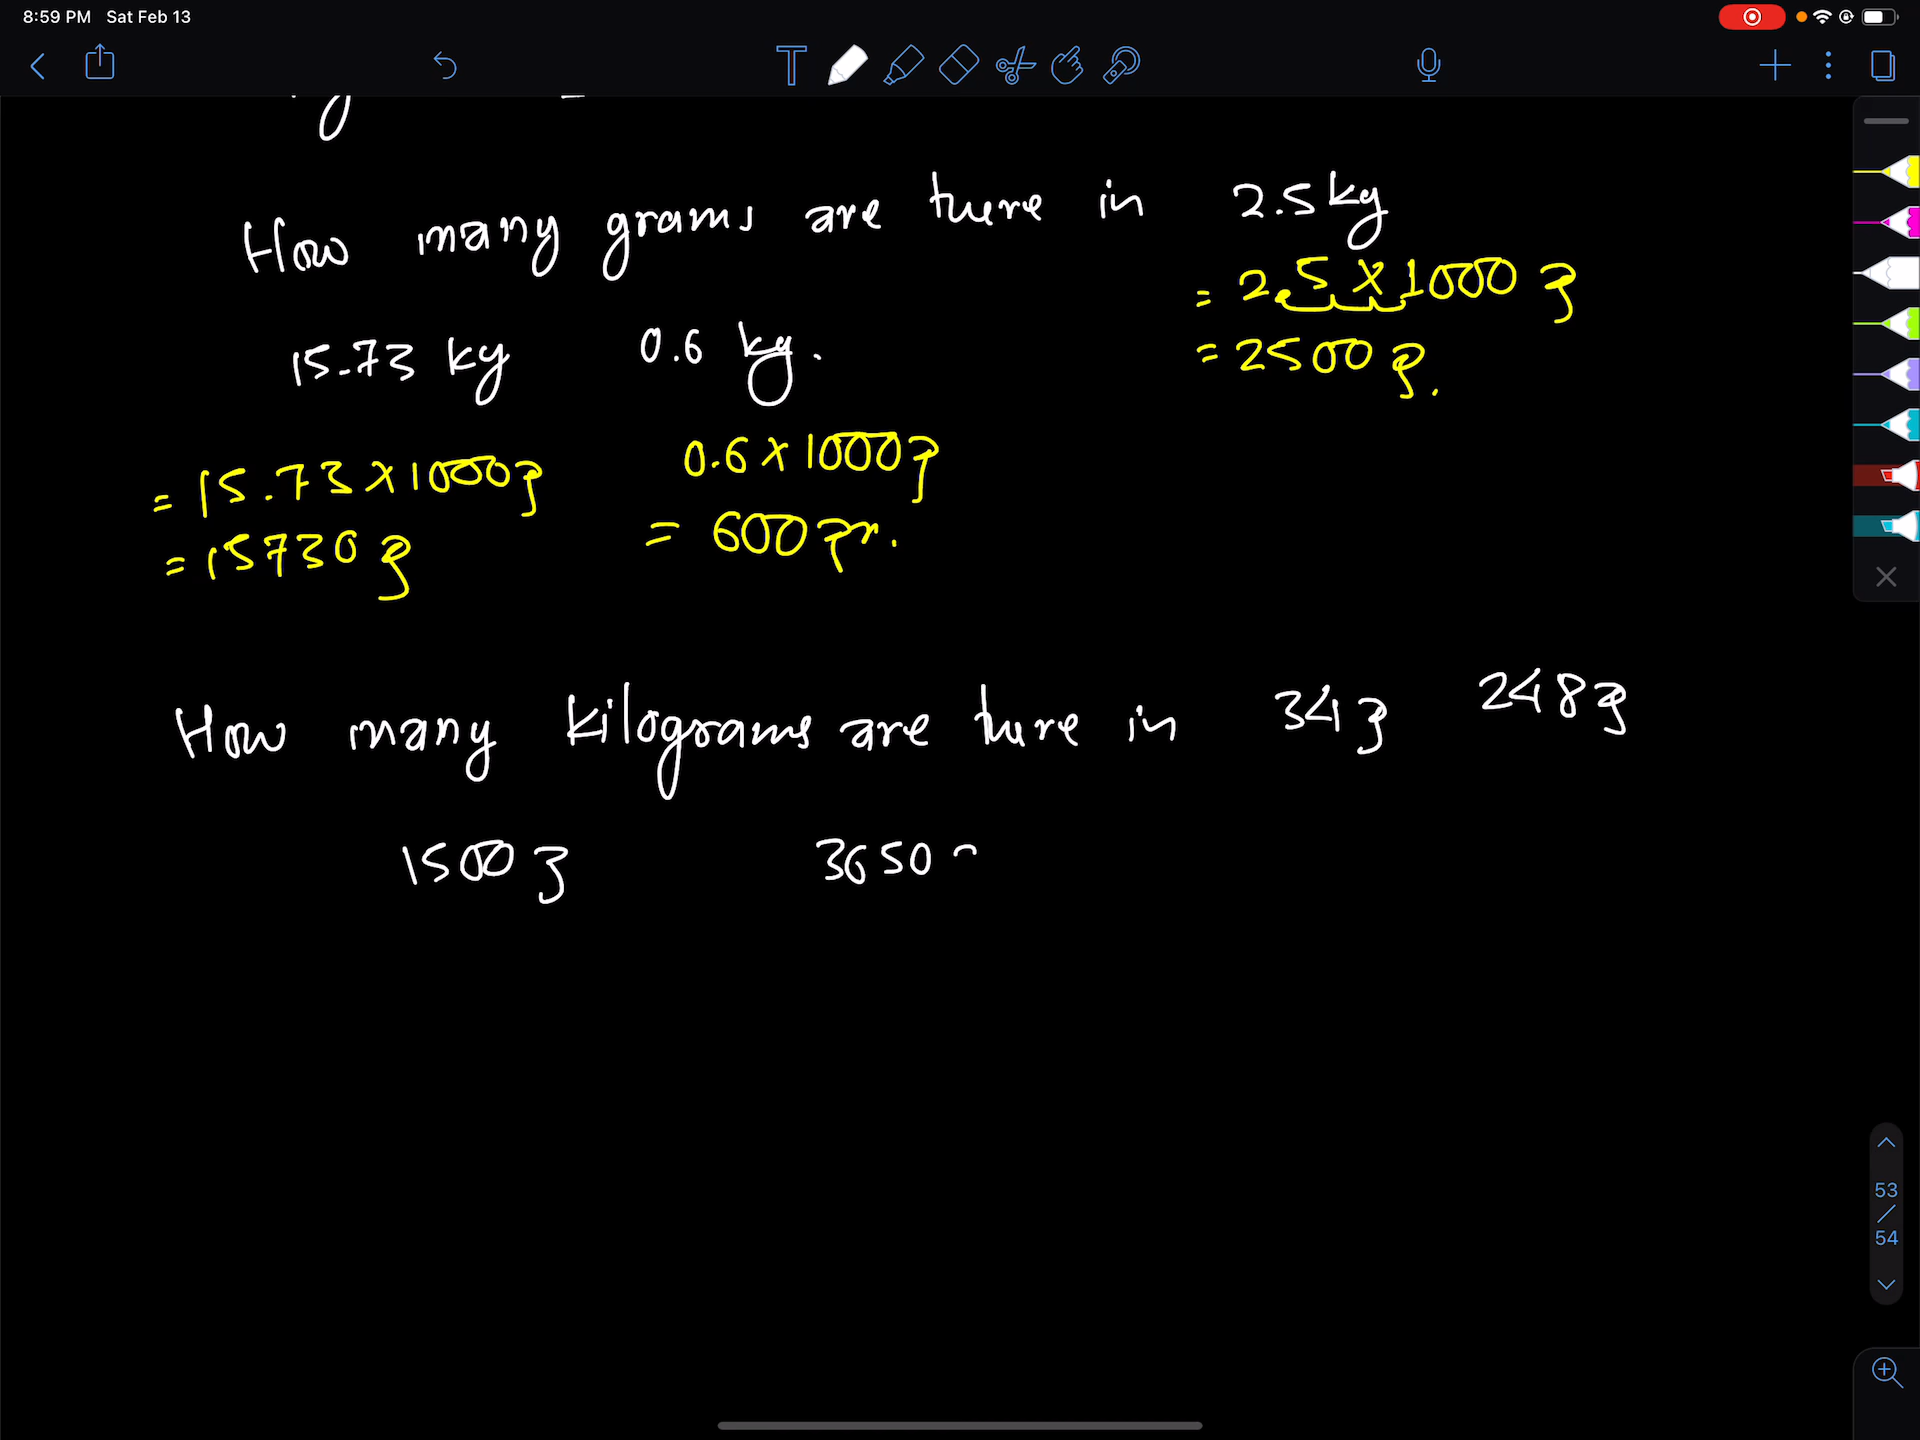 8:59 PM Sat Feb 13
How many grams are there in 2.5 kg
= 2.5 × 1000 g
15.73 kg 0.6 kg.
= 2500 g.
= 15.73 × 1000 g 0.6 × 1000 g
= 15730 g = 600 gr.
How many kilograms are there in 34 g 248 g
1500 g 3650
53
/
54